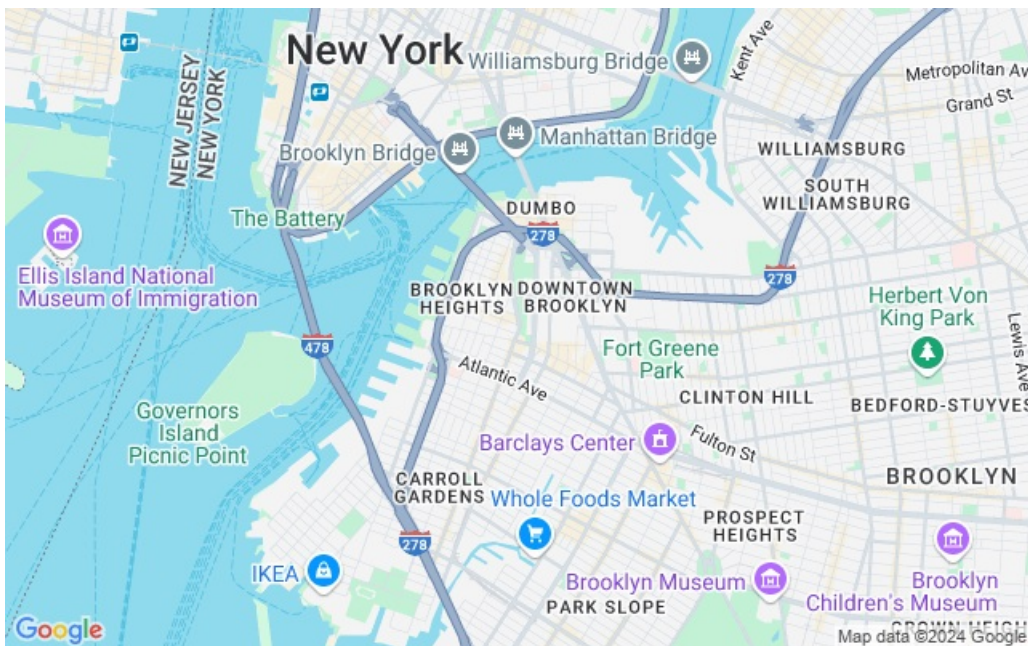 New York
Williamsburg Bridge
Kent Ave
Metropolitan Av
Grand St
NEW JERSEY
NEW YORK
Brooklyn Bridge
Manhattan Bridge
WILLIAMSBURG
SOUTH
WILLIAMSBURG
The Battery
DUMBO
278
Ellis Island National
Museum of Immigration
BROOKLYN
HEIGHTS
DOWNTOWN
BROOKLYN
278
Herbert Von
King Park
Lewis Ave
478
Fort Greene
Park
Atlantic Ave
CLINTON HILL
BEDFORD-STUYVES
Governors
Island
Picnic Point
Barclays Center
Fulton St
CARROLL
GARDENS
Whole Foods Market
BROOKLYN
PROSPECT
HEIGHTS
278
IKEA
Brooklyn Museum
Brooklyn
Children's Museum
PARK SLOPE
CROWN HEIGH
Google
Map data ©2024 Google